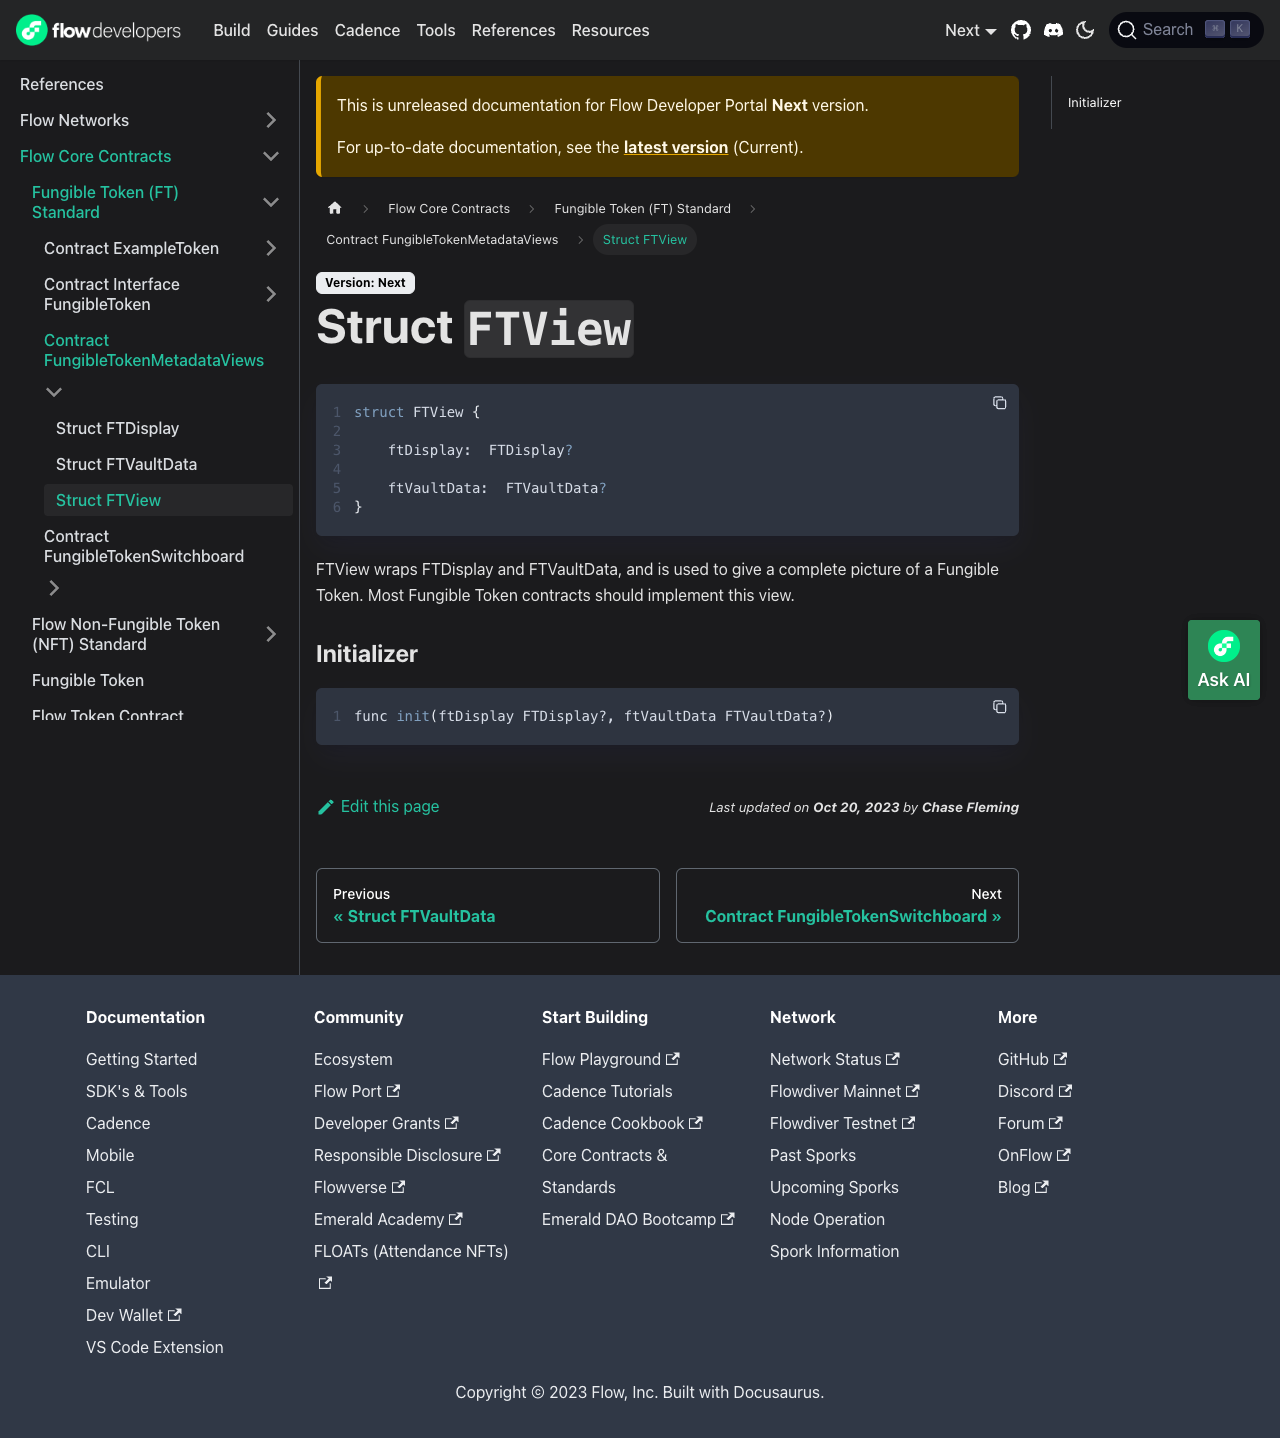 flowdevelopers
Build
Guides
Cadence
Tools
References
Resources
Next
Search
⌘ K
References
Flow Networks
Flow Core Contracts
Fungible Token (FT)
Standard
Contract ExampleToken
Contract Interface
FungibleToken
Contract
FungibleTokenMetadataViews
Struct FTDisplay
Struct FTVaultData
Struct FTView
Contract
FungibleTokenSwitchboard
Flow Non-Fungible Token
(NFT) Standard
Fungible Token
Flow Token Contract
This is unreleased documentation for Flow Developer Portal Next version.
For up-to-date documentation, see the latest version (Current).
Flow Core Contracts
Fungible Token (FT) Standard
Contract FungibleTokenMetadataViews
Struct FTView
Version: Next
Struct FTView
1 struct FTView {
2
3     ftDisplay:  FTDisplay?
4
5     ftVaultData:  FTVaultData?
6 }
FTView wraps FTDisplay and FTVaultData, and is used to give a complete picture of a Fungible
Token. Most Fungible Token contracts should implement this view.
Initializer
1 func init(ftDisplay FTDisplay?, ftVaultData FTVaultData?)
Edit this page
Last updated on Oct 20, 2023 by Chase Fleming
Previous
« Struct FTVaultData
Next
Contract FungibleTokenSwitchboard »
Initializer
Ask AI
Documentation
Getting Started
SDK's & Tools
Cadence
Mobile
FCL
Testing
CLI
Emulator
Dev Wallet
VS Code Extension
Community
Ecosystem
Flow Port
Developer Grants
Responsible Disclosure
Flowverse
Emerald Academy
FLOATs (Attendance NFTs)
Start Building
Flow Playground
Cadence Tutorials
Cadence Cookbook
Core Contracts &
Standards
Emerald DAO Bootcamp
Network
Network Status
Flowdiver Mainnet
Flowdiver Testnet
Past Sporks
Upcoming Sporks
Node Operation
Spork Information
More
GitHub
Discord
Forum
OnFlow
Blog
Copyright © 2023 Flow, Inc. Built with Docusaurus.